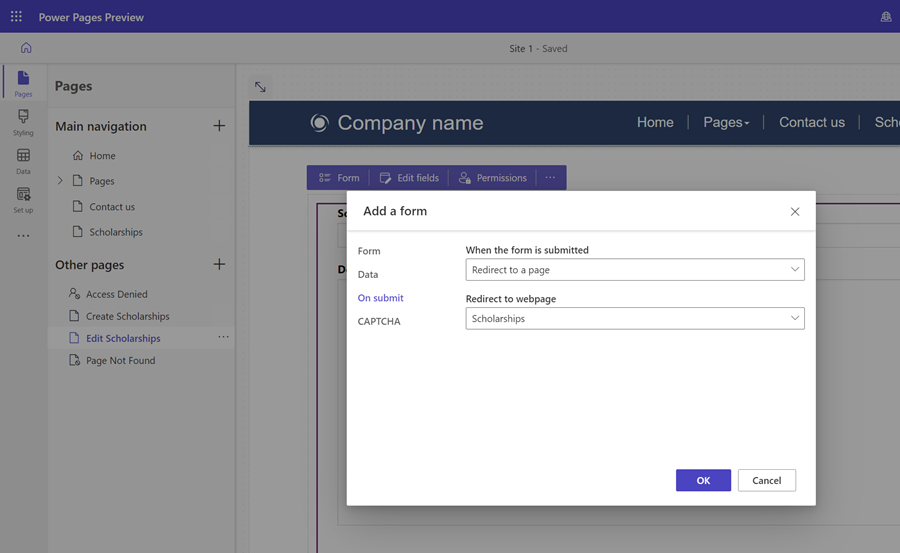 Power Pages Preview
Site 1 - Saved
Pages
Styling
Data
Set up
Pages
Main navigation
Home
Pages
Contact us
Scholarships
Other pages
Access Denied
Create Scholarships
Edit Scholarships
Page Not Found
Company name
Home | Pages | Contact us | Scho
Form
Edit fields
Permissions
Add a form
Form
Data
On submit
CAPTCHA
When the form is submitted
Redirect to a page
Redirect to webpage
Scholarships
OK
Cancel